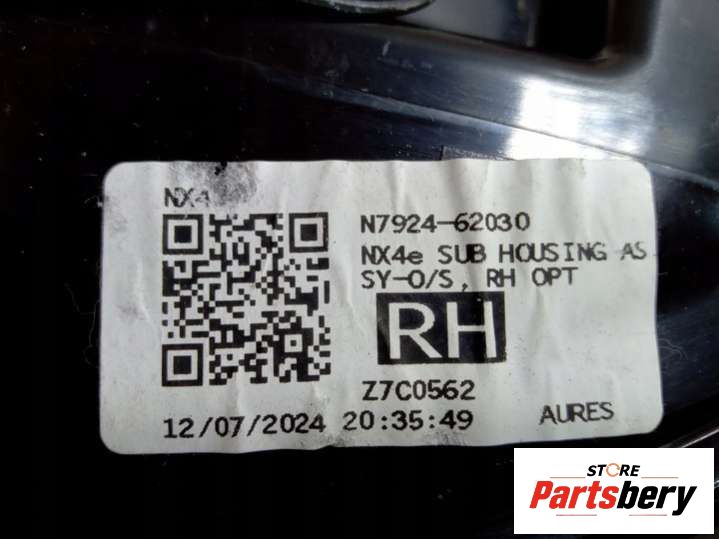 NX4
N7924-62030
NX4e SUB HOUSING AS
SY-O/S, RH OPT
RH
Z7C0562
12/07/2024 20:35:49
AURES
STORE
Partsbery